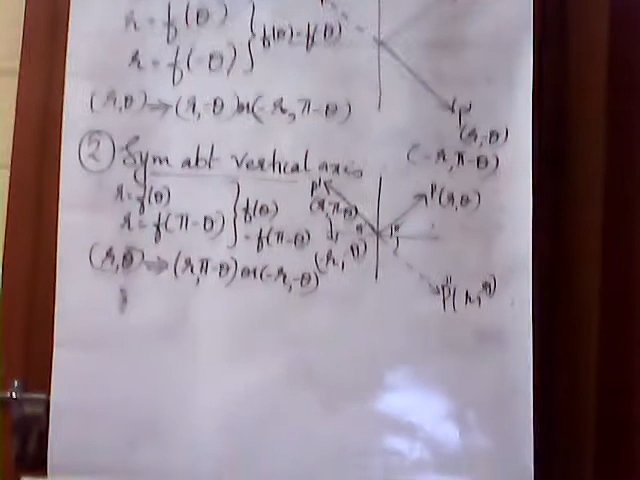 r = f(θ)
r = f(-θ) } f(θ) = f(-θ)
(r,θ) → (r,-θ) or (-r, π-θ)
P'
(r,-θ)
(-r, π-θ)
② Sym abt vertical axis
r = f(θ)
r = f(π-θ) } f(θ)
= f(π-θ)
(r,θ) → (r,π-θ) or (-r,-θ)
P'
(r,π-θ)
P(r,θ)
P"